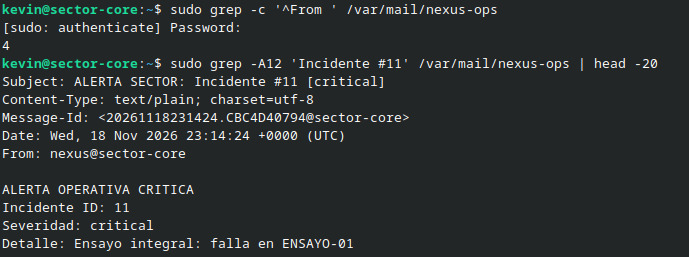 kevin@sector-core:~$ sudo grep -c '^From ' /var/mail/nexus-ops
[sudo: authenticate] Password:
4
kevin@sector-core:~$ sudo grep -A12 'Incidente #11' /var/mail/nexus-ops | head -20
Subject: ALERTA SECTOR: Incidente #11 [critical]
Content-Type: text/plain; charset=utf-8
Message-Id: <20261118231424.CBC4D40794@sector-core>
Date: Wed, 18 Nov 2026 23:14:24 +0000 (UTC)
From: nexus@sector-core

ALERTA OPERATIVA CRITICA
Incidente ID: 11
Severidad: critical
Detalle: Ensayo integral: falla en ENSAYO-01